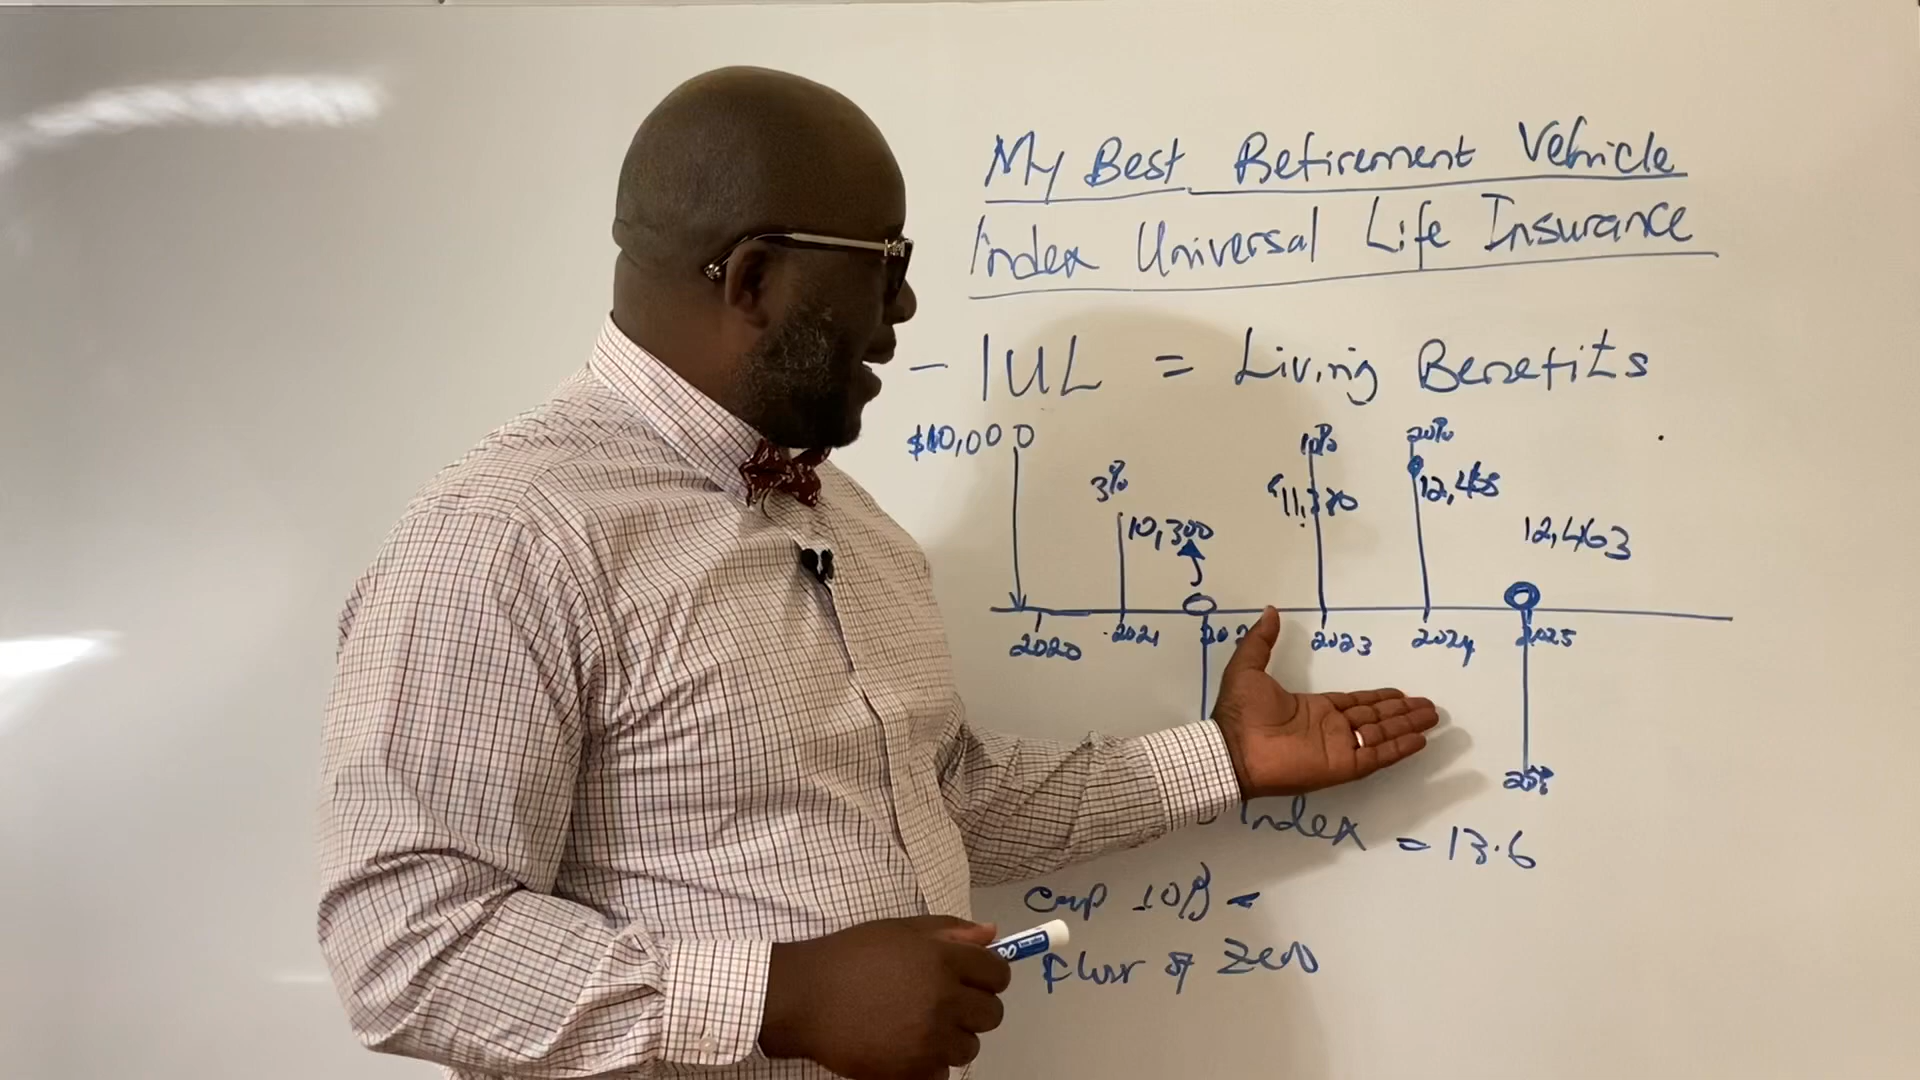 My Best Retirement Vehicle
Index Universal Life Insurance
- IUL = Living Benefits
$10,000
3%
10%
20%
10,300
12,463
2020
2021
2023
2024
2025
25%
Index = 13.6
Cap 10%
Floor of Zero